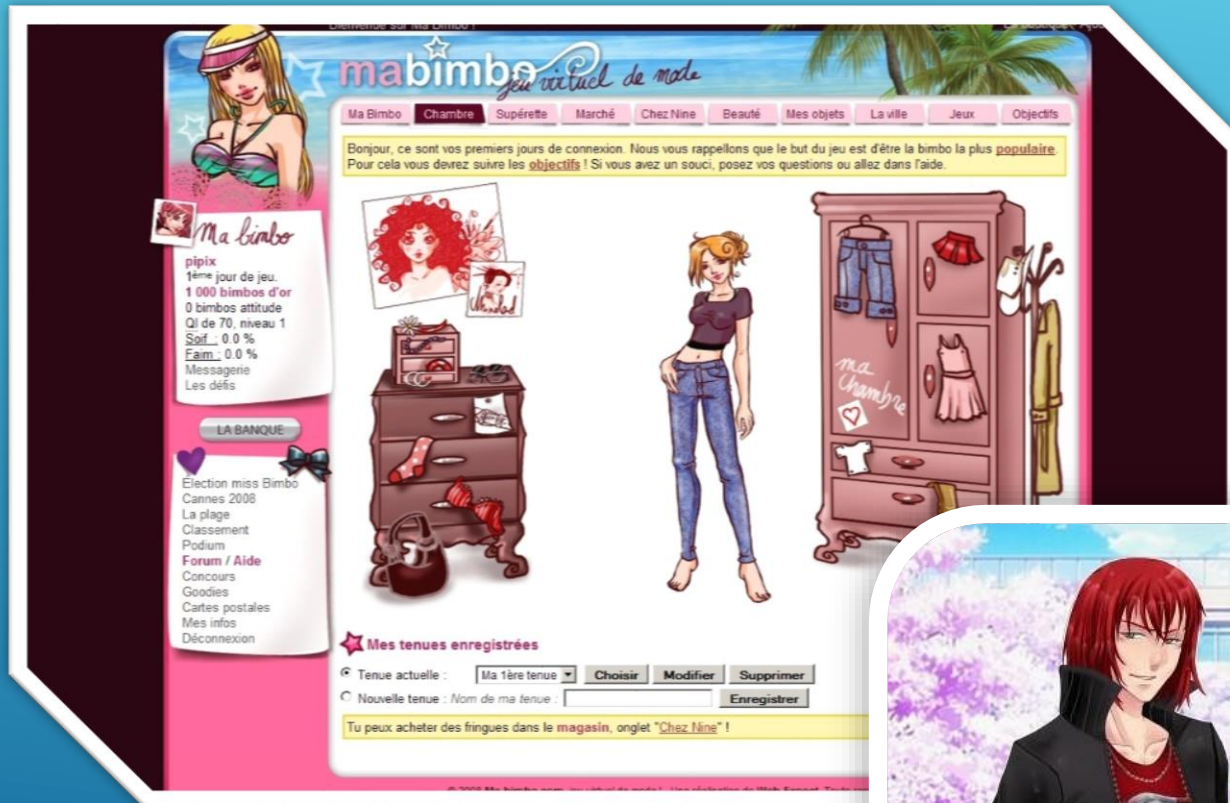 Bienvenue sur Ma Bimbo !
mabimbo
jeu virtuel de mode
Ma Bimbo Chambre Supérette Marché Chez Nine Beauté Mes objets La ville Jeux Objectifs
Bonjour, ce sont vos premiers jours de connexion. Nous vous rappellons que le but du jeu est d'être la bimbo la plus populaire.
Pour cela vous devrez suivre les objectifs ! Si vous avez un souci, posez vos questions ou allez dans l'aide.
Ma bimbo
pipix
1ème jour de jeu.
1 000 bimbos d'or
0 bimbos attitude
QI de 70, niveau 1
Soif : 0.0 %
Faim : 0.0 %
Messagerie
Les défis
LA BANQUE
Election miss Bimbo
Cannes 2008
La plage
Classement
Podium
Forum / Aide
Concours
Goodies
Cartes postales
Mes infos
Déconnexion
ma
chambre
Mes tenues enregistrées
Tenue actuelle : Ma 1ère tenue Choisir Modifier Supprimer
Nouvelle tenue : Nom de ma tenue : Enregistrer
Tu peux acheter des fringues dans le magasin, onglet "Chez Nine" !